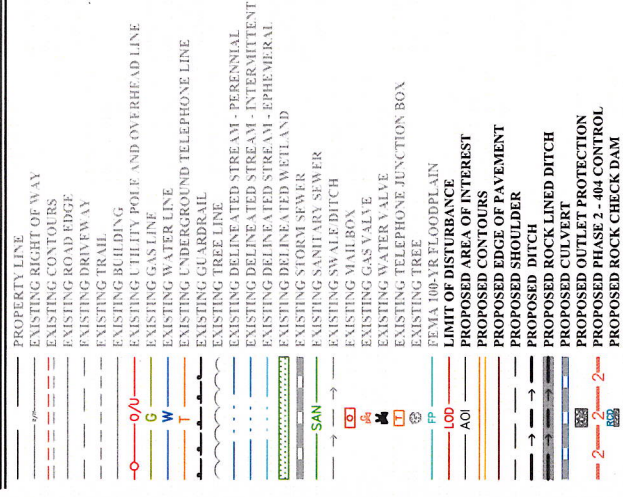 PROPERTY LINE
EXISTING RIGHT OF WAY
EXISTING CONTOURS
EXISTING ROAD EDGE
EXISTING DRIVEWAY
EXISTING TRAIL
EXISTING BUILDING
O/U EXISTING UTILITY POLE AND OVERHEAD LINE
G EXISTING GAS LINE
W EXISTING WATER LINE
T EXISTING UNDERGROUND TELEPHONE LINE
EXISTING GUARDRAIL
EXISTING TREE LINE
EXISTING DELINEATED STREAM - PERENNIAL
EXISTING DELINEATED STREAM - INTERMITTENT
EXISTING DELINEATED STREAM - EPHEMERAL
EXISTING DELINEATED WETLAND
EXISTING STORM SEWER
SAN EXISTING SANITARY SEWER
EXISTING SWALE DITCH
EXISTING MAILBOX
EXISTING GAS VALVE
EXISTING WATER VALVE
T EXISTING TELEPHONE JUNCTION BOX
EXISTING TREE
FP FEMA 100-YR FLOODPLAIN
LOD LIMIT OF DISTURBANCE
AOI PROPOSED AREA OF INTEREST
PROPOSED CONTOURS
PROPOSED EDGE OF PAVEMENT
PROPOSED SHOULDER
PROPOSED DITCH
PROPOSED ROCK LINED DITCH
PROPOSED CULVERT
PROPOSED OUTLET PROTECTION
2 2 2 PROPOSED PHASE 2 - 404 CONTROL
RCD PROPOSED ROCK CHECK DAM